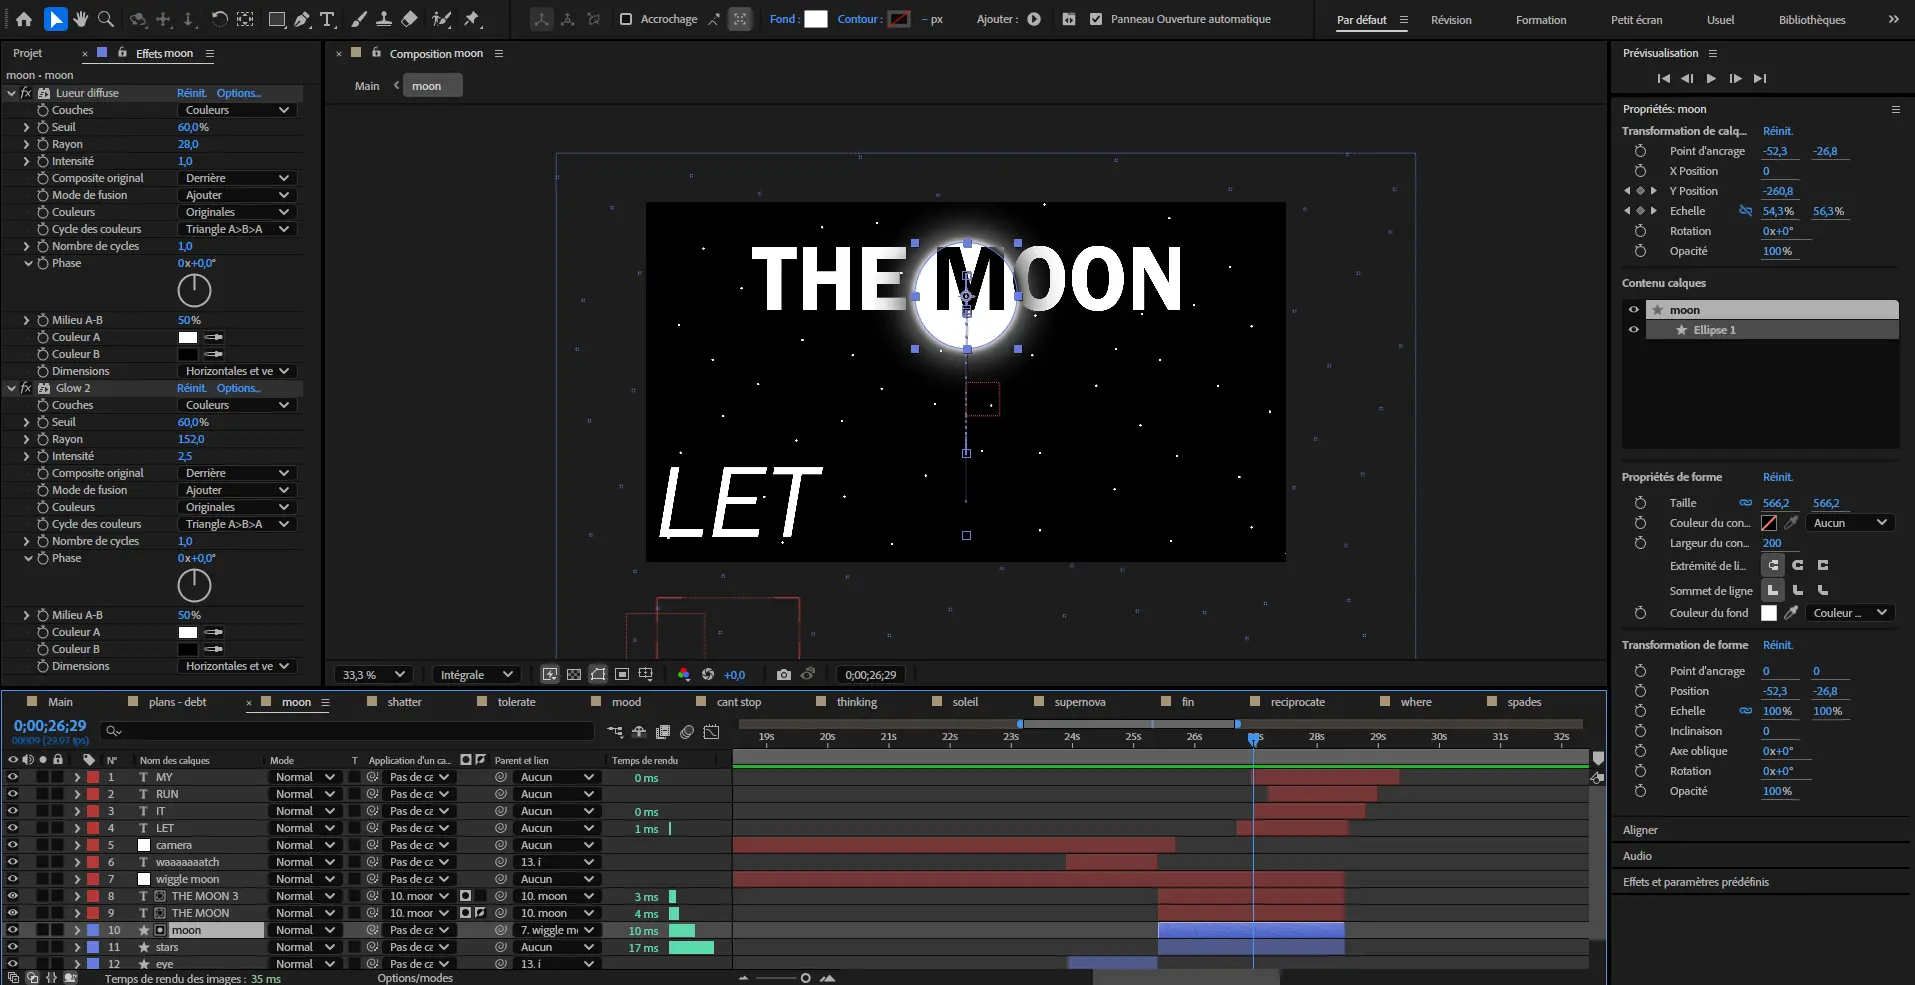 Accrochage Fond : Contour : - px Ajouter : Panneau Ouverture automatique Par défaut Révision Formation Petit écran Usuel Bibliothèques
Projet Effets moon
moon - moon
Lueur diffuse Réinit. Options...
Couches Couleurs
Seuil 60,0%
Rayon 28,0
Intensité 1,0
Composite original Derrière
Mode de fusion Ajouter
Couleurs Originales
Cycle des couleurs Triangle A>B>A
Nombre de cycles 1,0
Phase 0x+0,0°
Milieu A-B 50%
Couleur A
Couleur B
Dimensions Horizontales et ve
Glow 2 Réinit. Options...
Couches Couleurs
Seuil 60,0%
Rayon 152,0
Intensité 2,5
Composite original Derrière
Mode de fusion Ajouter
Couleurs Originales
Cycle des couleurs Triangle A>B>A
Nombre de cycles 1,0
Phase 0x+0,0°
Milieu A-B 50%
Couleur A
Couleur B
Dimensions Horizontales et ve
Composition moon
Main moon
THE MOON
LET
33,3 % Intégrale +0,0 0;00;26;29
Prévisualisation
Propriétés: moon
Transformation de calq... Réinit.
Point d'ancrage -52,3 -26,8
X Position 0
Y Position -260,8
Echelle 54,3% 56,3%
Rotation 0x+0°
Opacité 100%
Contenu calques
moon
Ellipse 1
Propriétés de forme Réinit.
Taille 566,2 566,2
Couleur du con... Aucun
Largeur du con... 200
Extrémité de li...
Sommet de ligne
Couleur du fond Couleur ...
Transformation de forme Réinit.
Point d'ancrage 0 0
Position -52,3 -26,8
Echelle 100% 100%
Inclinaison 0
Axe oblique 0x+0°
Rotation 0x+0°
Opacité 100%
Aligner
Audio
Effets et paramètres prédéfinis
Main plans - debt moon shatter tolerate mood cant stop thinking soleil supernova fin reciprocate where spades
0;00;26;29
00809 (29.97 fps)
19s 20s 21s 22s 23s 24s 25s 26s 28s 29s 30s 31s 32s
N° Nom des calques Mode T Application d'un ca... Parent et lien Temps de rendu
1 T MY Normal Pas de ca Aucun 0 ms
2 T RUN Normal Pas de ca Aucun
3 T IT Normal Pas de ca Aucun 0 ms
4 T LET Normal Pas de ca Aucun 1 ms
5 camera Normal Pas de ca Aucun
6 T waaaaaaatch Normal Pas de ca 13. i
7 wiggle moon Normal Pas de ca Aucun
8 T THE MOON 3 Normal 10. moor 10. moon 3 ms
9 T THE MOON Normal 10. moor 10. moon 4 ms
10 moon Normal Pas de ca 7. wiggle m 10 ms
11 stars Normal Pas de ca Aucun 17 ms
12 eye Normal Pas de ca 13. i
Temps de rendu des images : 35 ms Options/modes